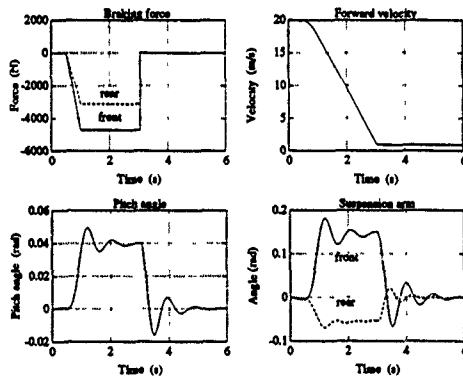 Braking force
2000
0
-2000
-4000
-6000
Force (N)
rear
front
0
2
4
6
Time (s)
Forward velocity
20
15
10
5
0
Velocity (m/s)
0
2
4
6
Time (s)
Pitch angle
0.06
0.04
0.02
0
-0.02
Pitch angle (rad)
0
2
4
6
Time (s)
Suspension arm
0.2
0.1
0
-0.1
Angle (rad)
front
rear
0
2
4
6
Time (s)